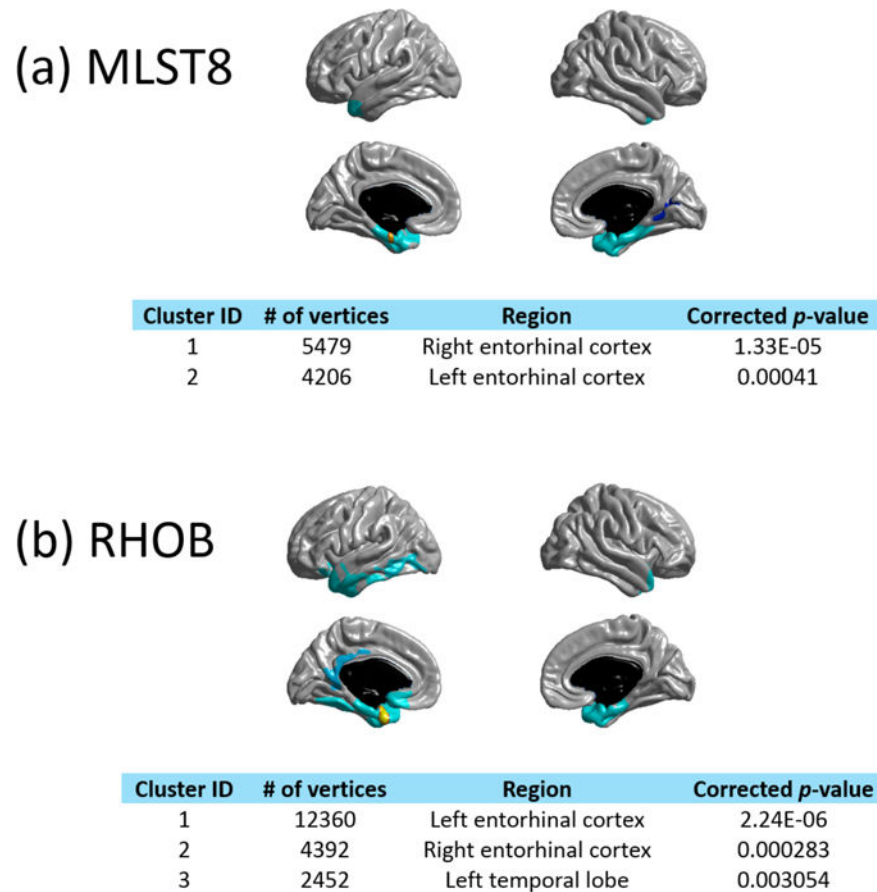 (a) MLST8
Cluster ID # of vertices Region Corrected p-value
1 5479 Right entorhinal cortex 1.33E-05
2 4206 Left entorhinal cortex 0.00041
(b) RHOB
Cluster ID # of vertices Region Corrected p-value
1 12360 Left entorhinal cortex 2.24E-06
2 4392 Right entorhinal cortex 0.000283
3 2452 Left temporal lobe 0.003054